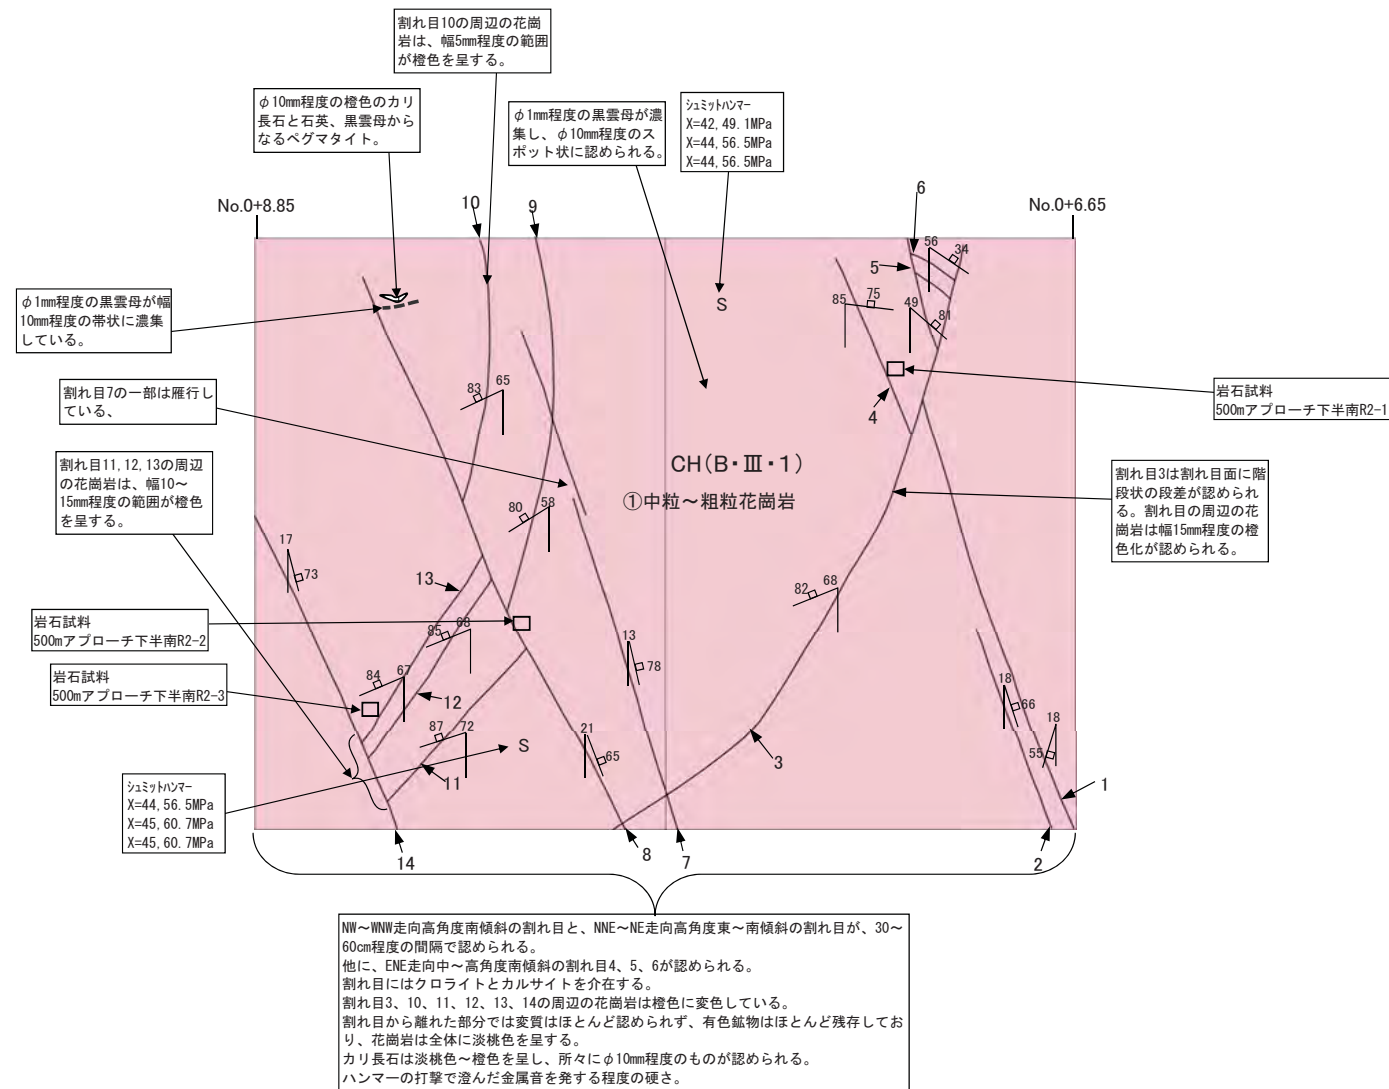 割れ目10の周辺の花崗
岩は、幅5mm程度の範囲
が橙色を呈する。
φ10mm程度の橙色のカリ
長石と石英、黒雲母から
なるペグマタイト。
φ1mm程度の黒雲母が濃
集し、φ10mm程度のス
ポット状に認められる。
シュミットハンマー
X=42,49.1MPa
X=44,56.5MPa
X=44,56.5MPa
No.0+8.85
10
9
6
No.0+6.65
56
34
5
φ1mm程度の黒雲母が幅
10mm程度の帯状に濃集
している。
S
85
75
49
81
割れ目7の一部は雁行し
ている、
83
65
4
岩石試料
500mアプローチ下半南R2-1
割れ目11,12,13の周辺
の花崗岩は、幅10～
15mm程度の範囲が橙色
を呈する。
CH(B・Ⅲ・1)
①中粒～粗粒花崗岩
割れ目3は割れ目面に階
段状の段差が認められ
る。割れ目の周辺の花
崗岩は幅15mm程度の橙
色化が認められる。
80
58
17
73
13
82
68
岩石試料
500mアプローチ下半南R2-2
85
68
13
78
岩石試料
500mアプローチ下半南R2-3
84
67
12
18
66
87
72
S
21
65
18
55
3
11
1
シュミットハンマー
X=44,56.5MPa
X=45,60.7MPa
X=45,60.7MPa
14
8
7
2
NW～WNW走向高角度南傾斜の割れ目と、NNE～NE走向高角度東～南傾斜の割れ目が、30～
60cm程度の間隔で認められる。
他に、ENE走向中～高角度南傾斜の割れ目4、5、6が認められる。
割れ目にはクロライトとカルサイトを介在する。
割れ目3、10、11、12、13、14の周辺の花崗岩は橙色に変色している。
割れ目から離れた部分では変質はほとんど認められず、有色鉱物はほとんど残存してお
り、花崗岩は全体に淡桃色を呈する。
カリ長石は淡桃色～橙色を呈し、所々にφ10mm程度のものが認められる。
ハンマーの打撃で澄んだ金属音を発する程度の硬さ。